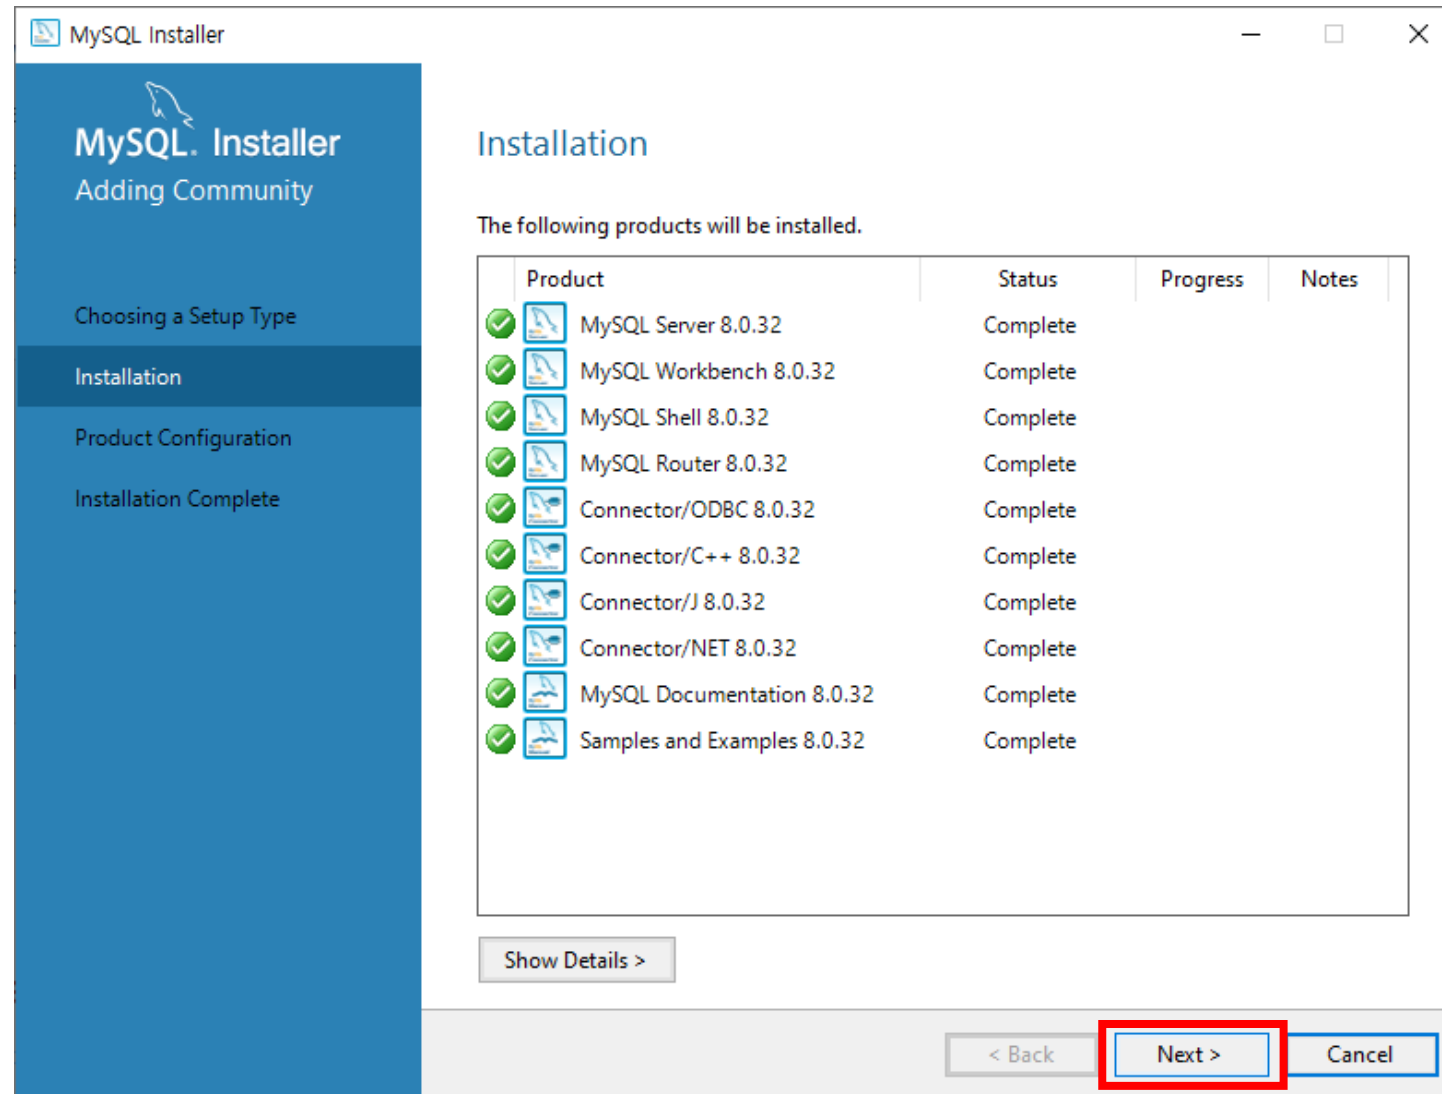 MySQL Installer
MySQL. Installer
Adding Community
Choosing a Setup Type
Installation
Product Configuration
Installation Complete
Installation
The following products will be installed.
Product Status Progress Notes
MySQL Server 8.0.32 Complete
MySQL Workbench 8.0.32 Complete
MySQL Shell 8.0.32 Complete
MySQL Router 8.0.32 Complete
Connector/ODBC 8.0.32 Complete
Connector/C++ 8.0.32 Complete
Connector/J 8.0.32 Complete
Connector/NET 8.0.32 Complete
MySQL Documentation 8.0.32 Complete
Samples and Examples 8.0.32 Complete
Show Details >
< Back Next > Cancel